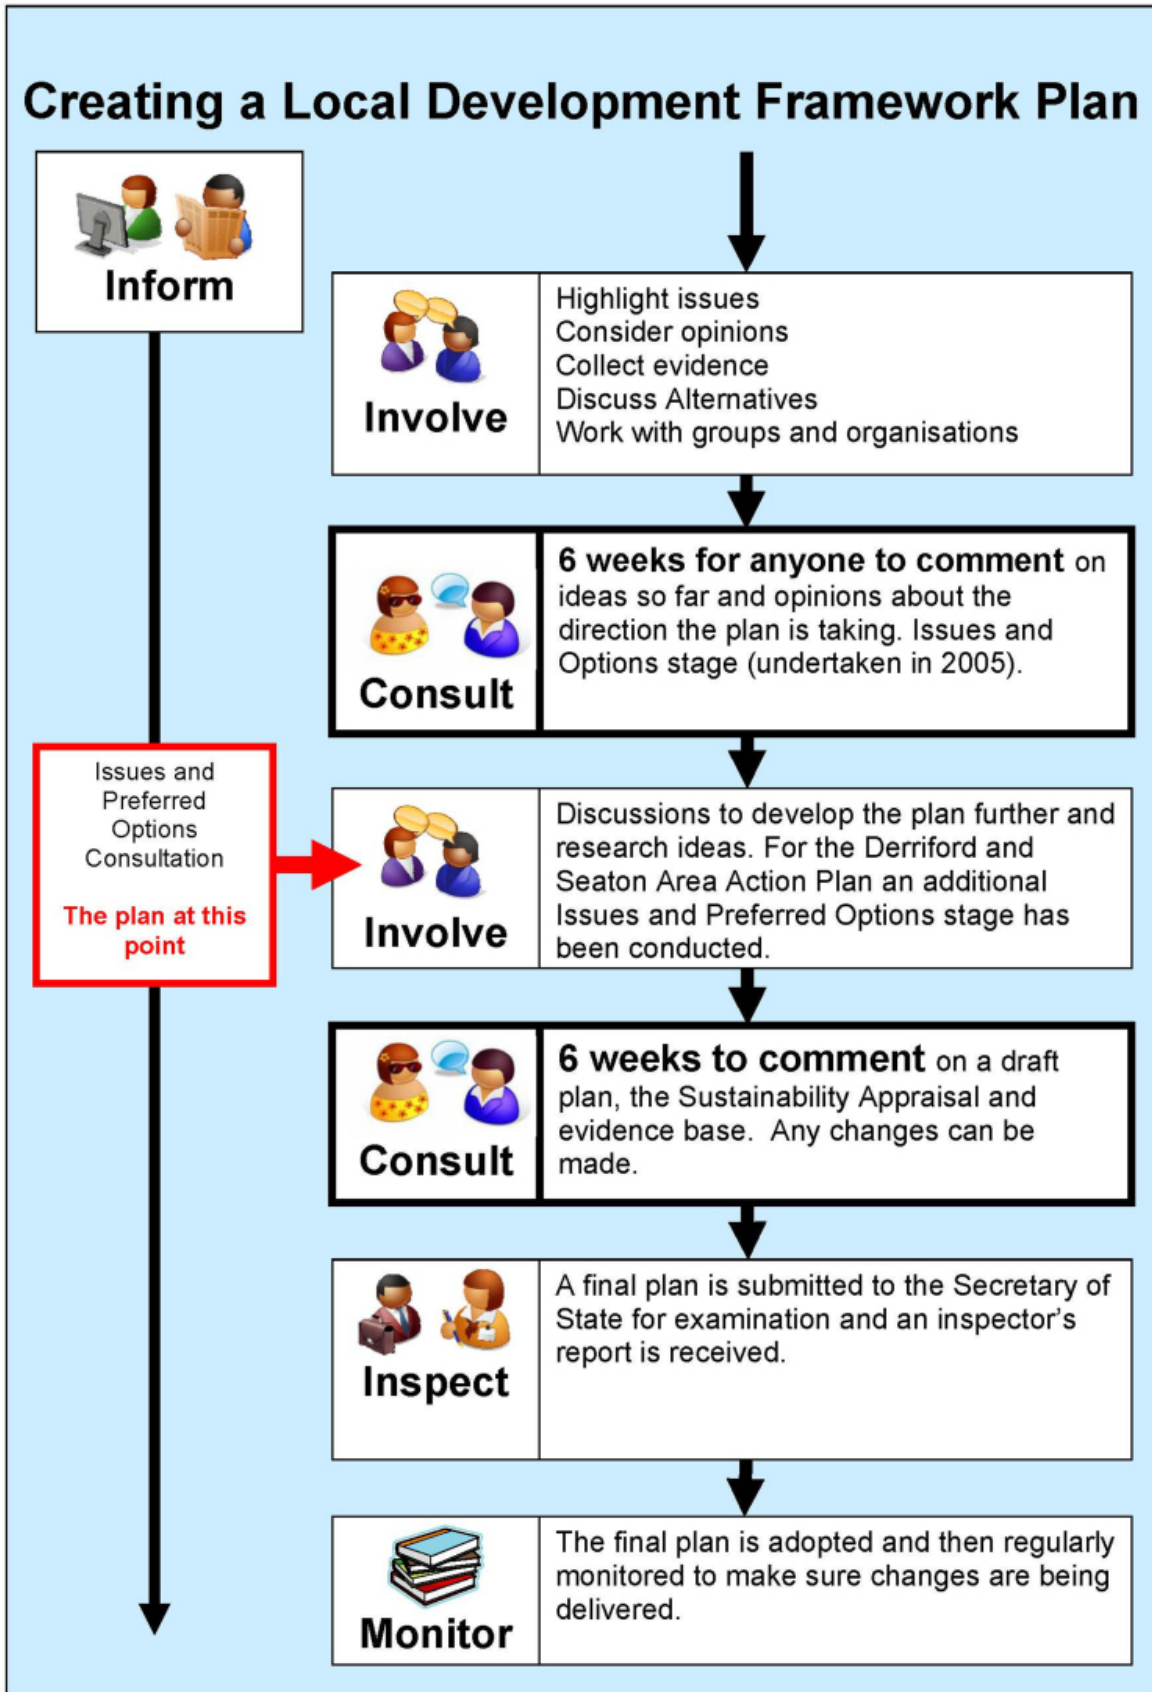 Creating a Local Development Framework Plan
Inform
Involve
Highlight issues
Consider opinions
Collect evidence
Discuss Alternatives
Work with groups and organisations
Consult
6 weeks for anyone to comment on
ideas so far and opinions about the
direction the plan is taking. Issues and
Options stage (undertaken in 2005).
Issues and
Preferred
Options
Consultation
The plan at this
point
Involve
Discussions to develop the plan further and
research ideas. For the Derriford and
Seaton Area Action Plan an additional
Issues and Preferred Options stage has
been conducted.
Consult
6 weeks to comment on a draft
plan, the Sustainability Appraisal and
evidence base.  Any changes can be
made.
Inspect
A final plan is submitted to the Secretary of
State for examination and an inspector's
report is received.
Monitor
The final plan is adopted and then regularly
monitored to make sure changes are being
delivered.